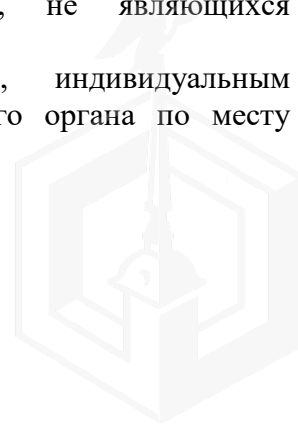 , не являющихся
, индивидуальным
го органа по месту